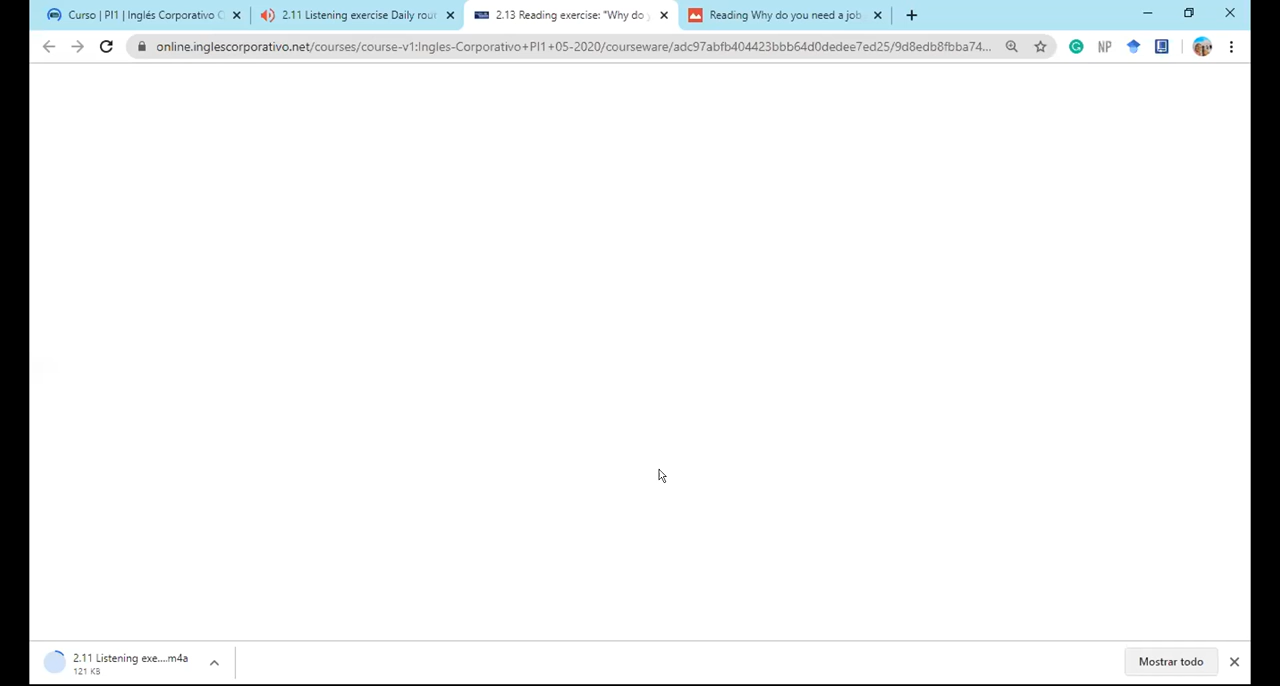 Curso | PI1 | Inglés Corporativo C
2.11 Listening exercise Daily rout
2.13 Reading exercise: "Why do y
Reading Why do you need a job
online.inglescorporativo.net/courses/course-v1:Ingles-Corporativo+PI1+05-2020/courseware/adc97abfb404423bbb64d0dedee7ed25/9d8edb8fbba74...
NP
2.11 Listening exe....m4a
121 KB
Mostrar todo